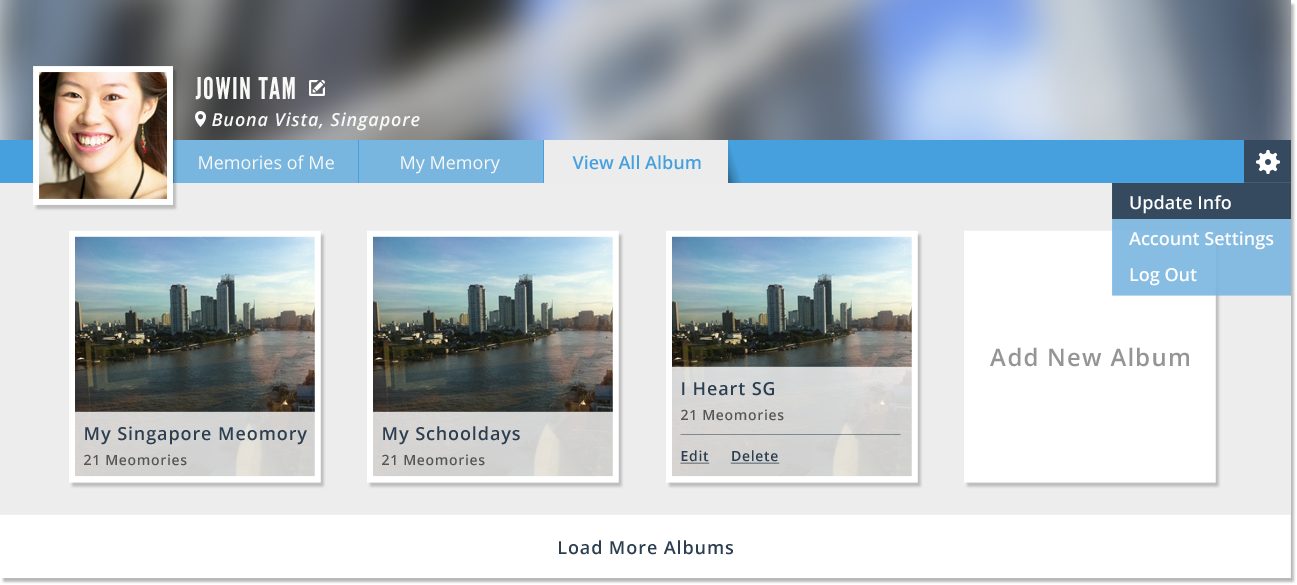 JOWIN TAM
Buona Vista, Singapore
Memories of Me
My Memory
View All Album
Update Info
Account Settings
Log Out
My Singapore Meomory
21 Meomories
My Schooldays
21 Meomories
I Heart SG
21 Meomories
Edit Delete
Add New Album
Load More Albums